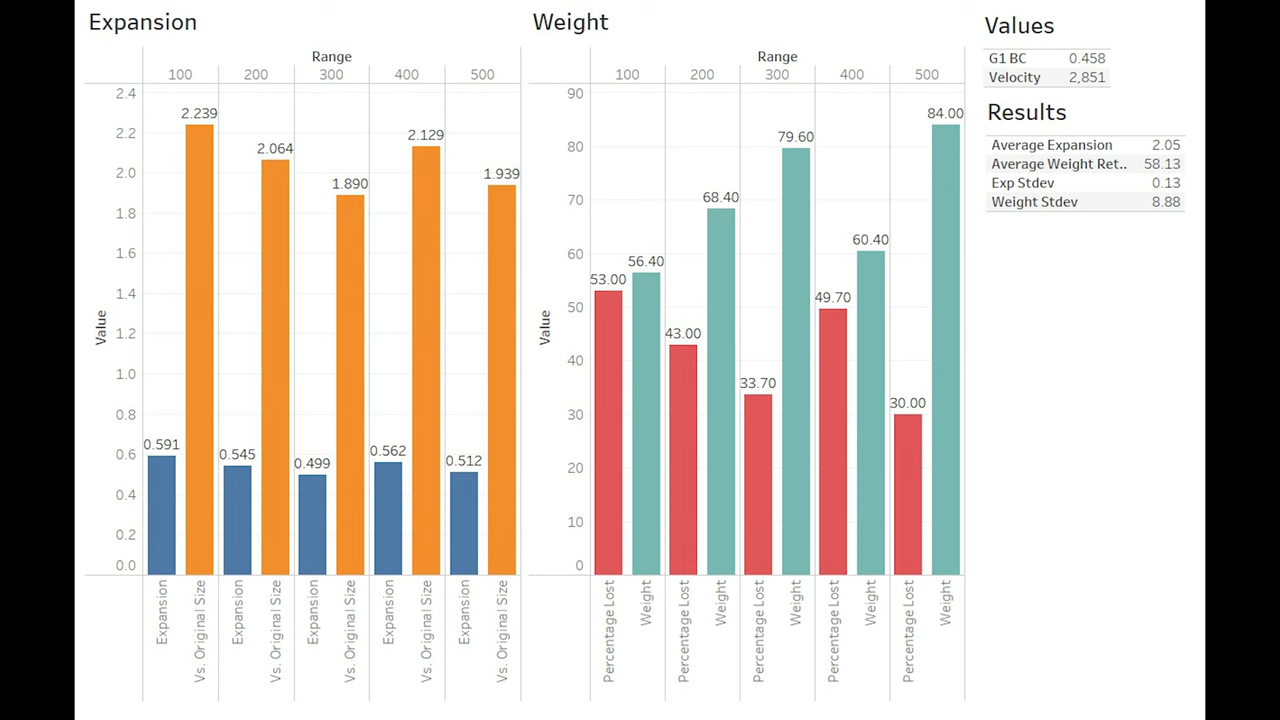 Expansion
Range
100 200 300 400 500
2.4
2.2
2.0
1.8
1.6
1.4
1.2
1.0
0.8
0.6
0.4
0.2
0.0
Value
0.591 2.239 0.545 2.064 0.499 1.890 0.562 2.129 0.512 1.939
Expansion Vs. Original Size Expansion Vs. Original Size Expansion Vs. Original Size Expansion Vs. Original Size Expansion Vs. Original Size
Weight
Range
100 200 300 400 500
90
80
70
60
50
40
30
20
10
0
Value
53.00 56.40 43.00 68.40 33.70 79.60 49.70 60.40 30.00 84.00
Percentage Lost Weight Percentage Lost Weight Percentage Lost Weight Percentage Lost Weight Percentage Lost Weight
Values
G1 BC 0.458
Velocity 2,851
Results
Average Expansion 2.05
Average Weight Ret.. 58.13
Exp Stdev 0.13
Weight Stdev 8.88